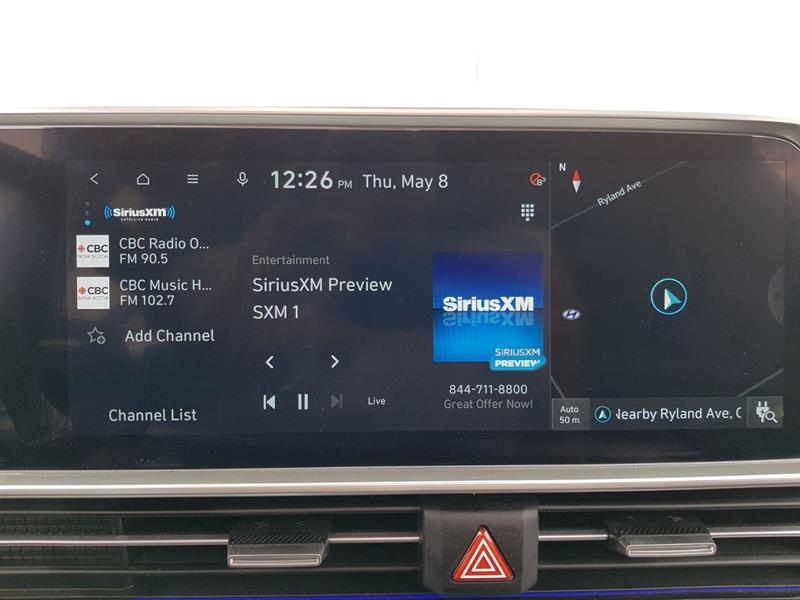 12:26 PM Thu, May 8
SiriusXM
SATELLITE RADIO
CBC
NOVA SCOTIA
CBC Radio O...
FM 90.5
CBC
NOVA SCOTIA
CBC Music H...
FM 102.7
Add Channel
Channel List
Entertainment
SiriusXM Preview
SXM 1
Live
SiriusXM
SIRIUSXM
PREVIEW
844-711-8800
Great Offer Now!
N
Ryland Ave
Auto
50 m
Nearby Ryland Ave, C